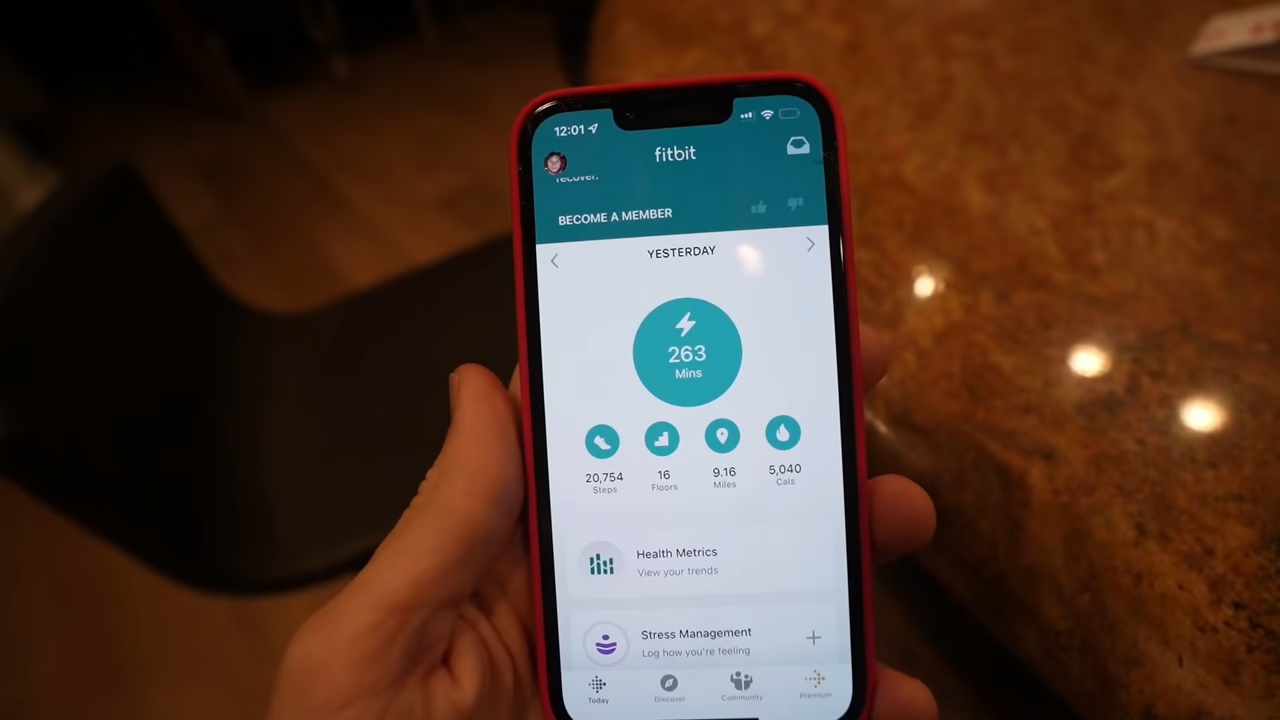 12:01
fitbit
recover.
BECOME A MEMBER
YESTERDAY
263
Mins
20,754
Steps
16
Floors
9.16
Miles
5,040
Cals
Health Metrics
View your trends
Stress Management
Log how you're feeling
Today
Discover
Community
Premium